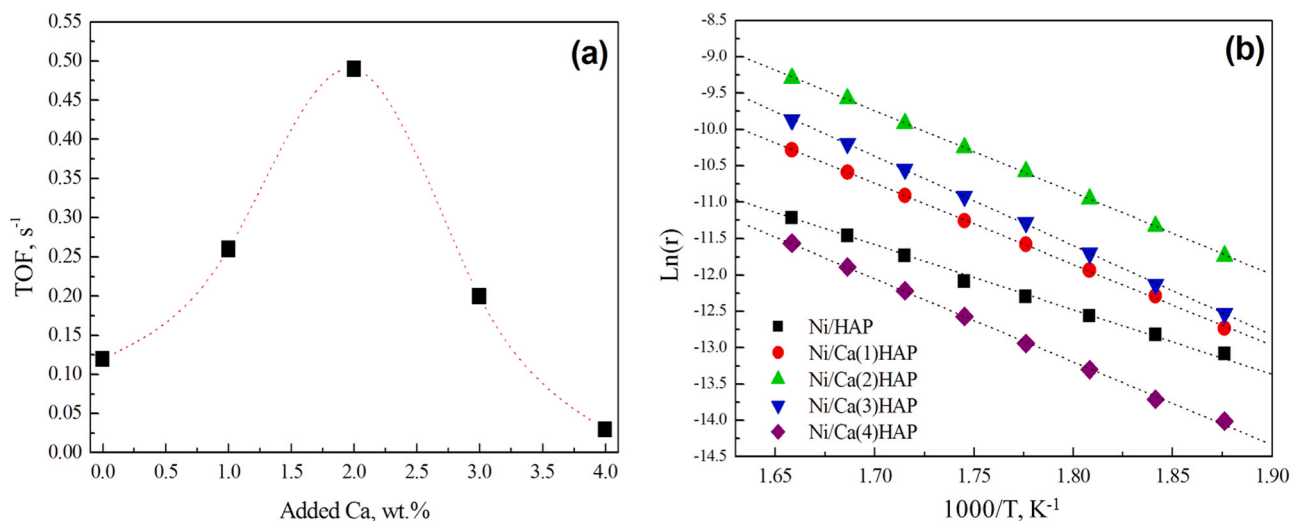 (a)
TOF, s⁻¹
0.55
0.50
0.45
0.40
0.35
0.30
0.25
0.20
0.15
0.10
0.05
0.00
0.0 0.5 1.0 1.5 2.0 2.5 3.0 3.5 4.0
Added Ca, wt.%
(b)
Ln(r)
-8.5
-9.0
-9.5
-10.0
-10.5
-11.0
-11.5
-12.0
-12.5
-13.0
-13.5
-14.0
-14.5
Ni/HAP
Ni/Ca(1)HAP
Ni/Ca(2)HAP
Ni/Ca(3)HAP
Ni/Ca(4)HAP
1.65 1.70 1.75 1.80 1.85 1.90
1000/T, K⁻¹